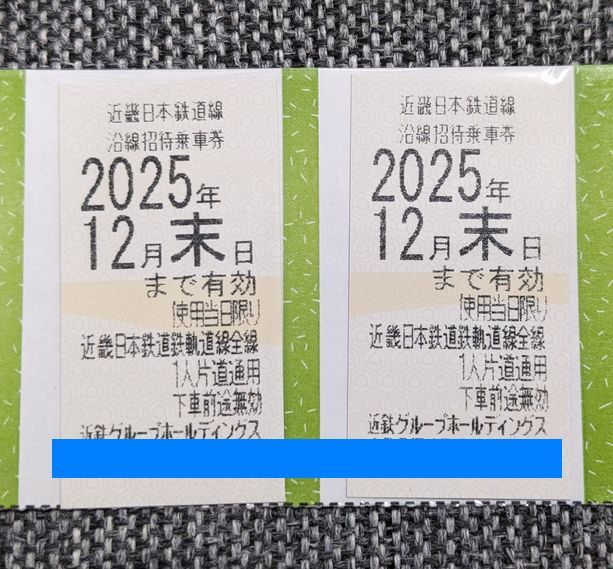 近畿日本鉄道線
沿線招待乗車券
2025年
12月末日
まで有効
使用当日限り
近畿日本鉄道鉄軌道線全線
1人片道通用
下車前途無効
近鉄グループホールディングス
近畿日本鉄道線
沿線招待乗車券
2025年
12月末日
まで有効
使用当日限り
近畿日本鉄道鉄軌道線全線
1人片道通用
下車前途無効
近鉄グループホールディングス